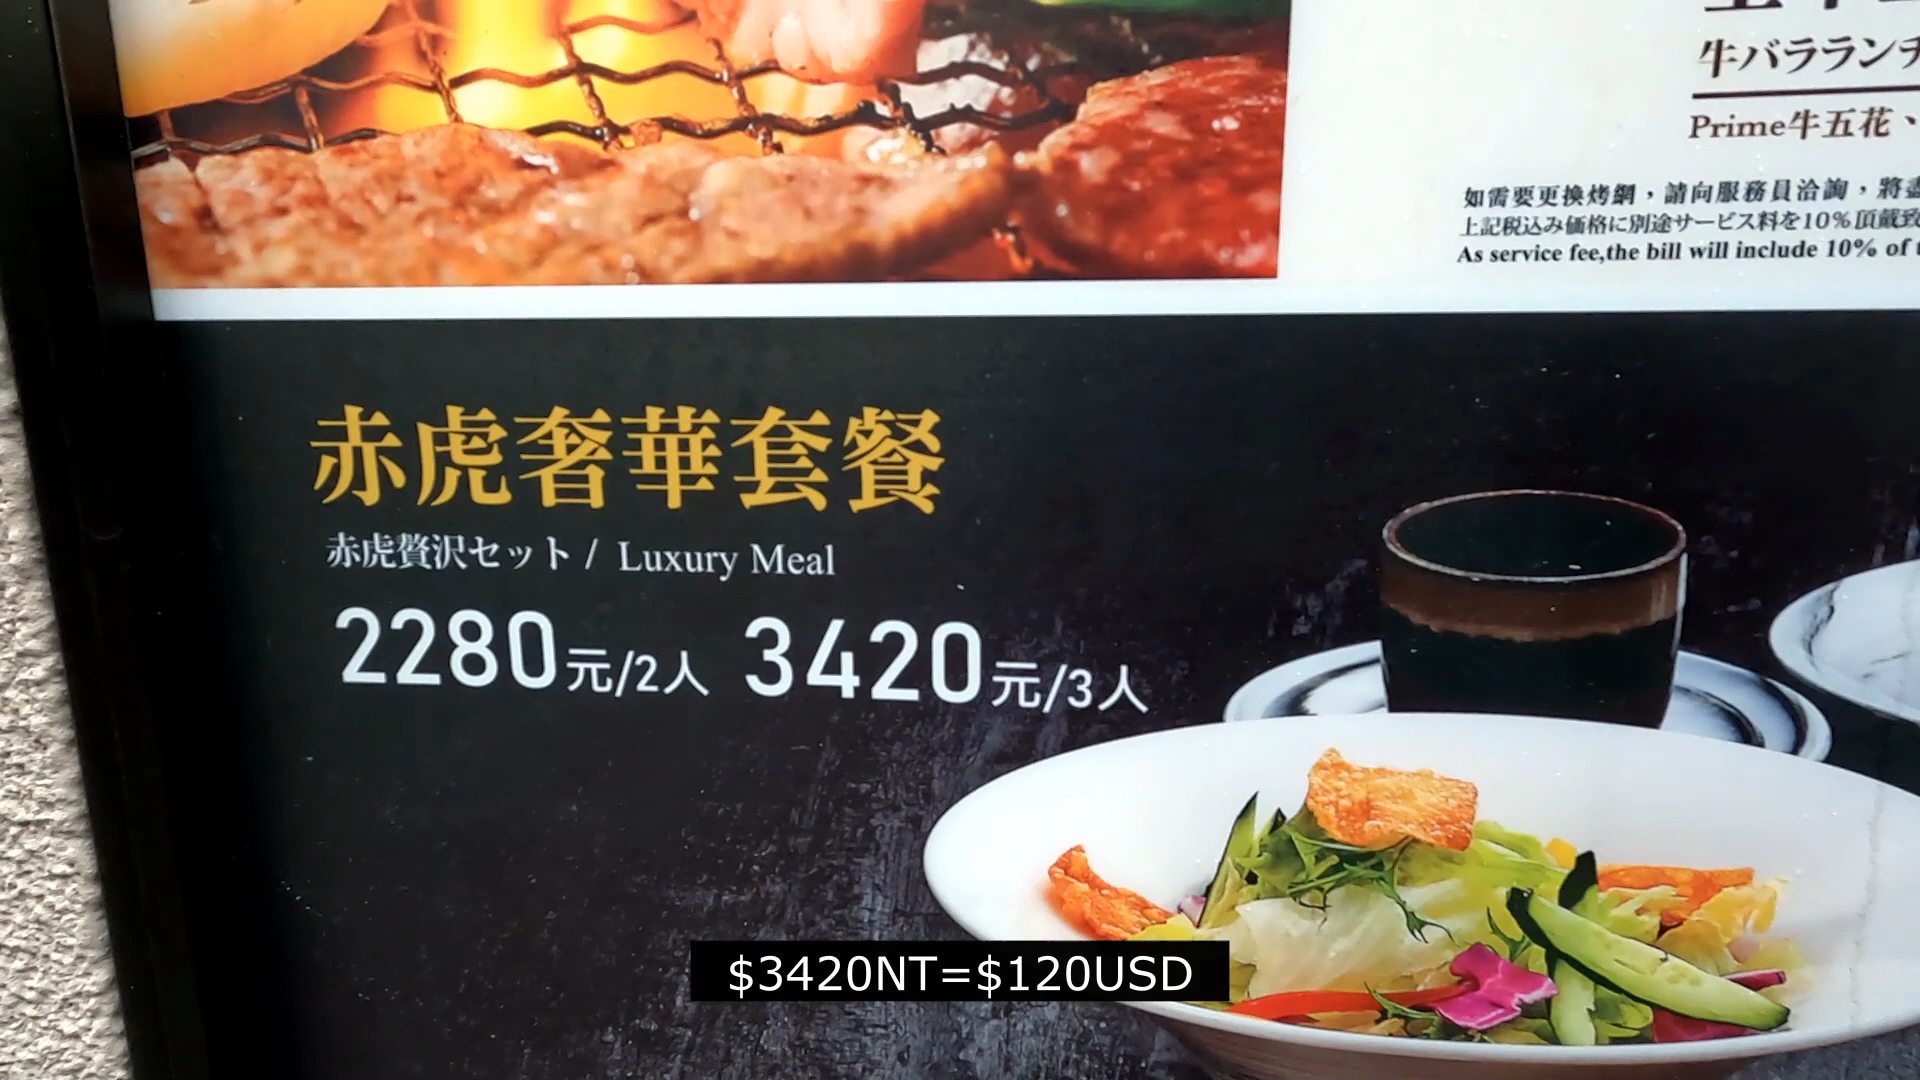 牛バララン
Prime牛五花、
如需要更換烤網，請向服務員洽詢，將
上記税込み価格に別途サービス料を10%頂戴致
As service fee,the bill will include 10% of
赤虎奢華套餐
赤虎贅沢セット / Luxury Meal
2280元/2人 3420元/3人
$3420NT=$120USD